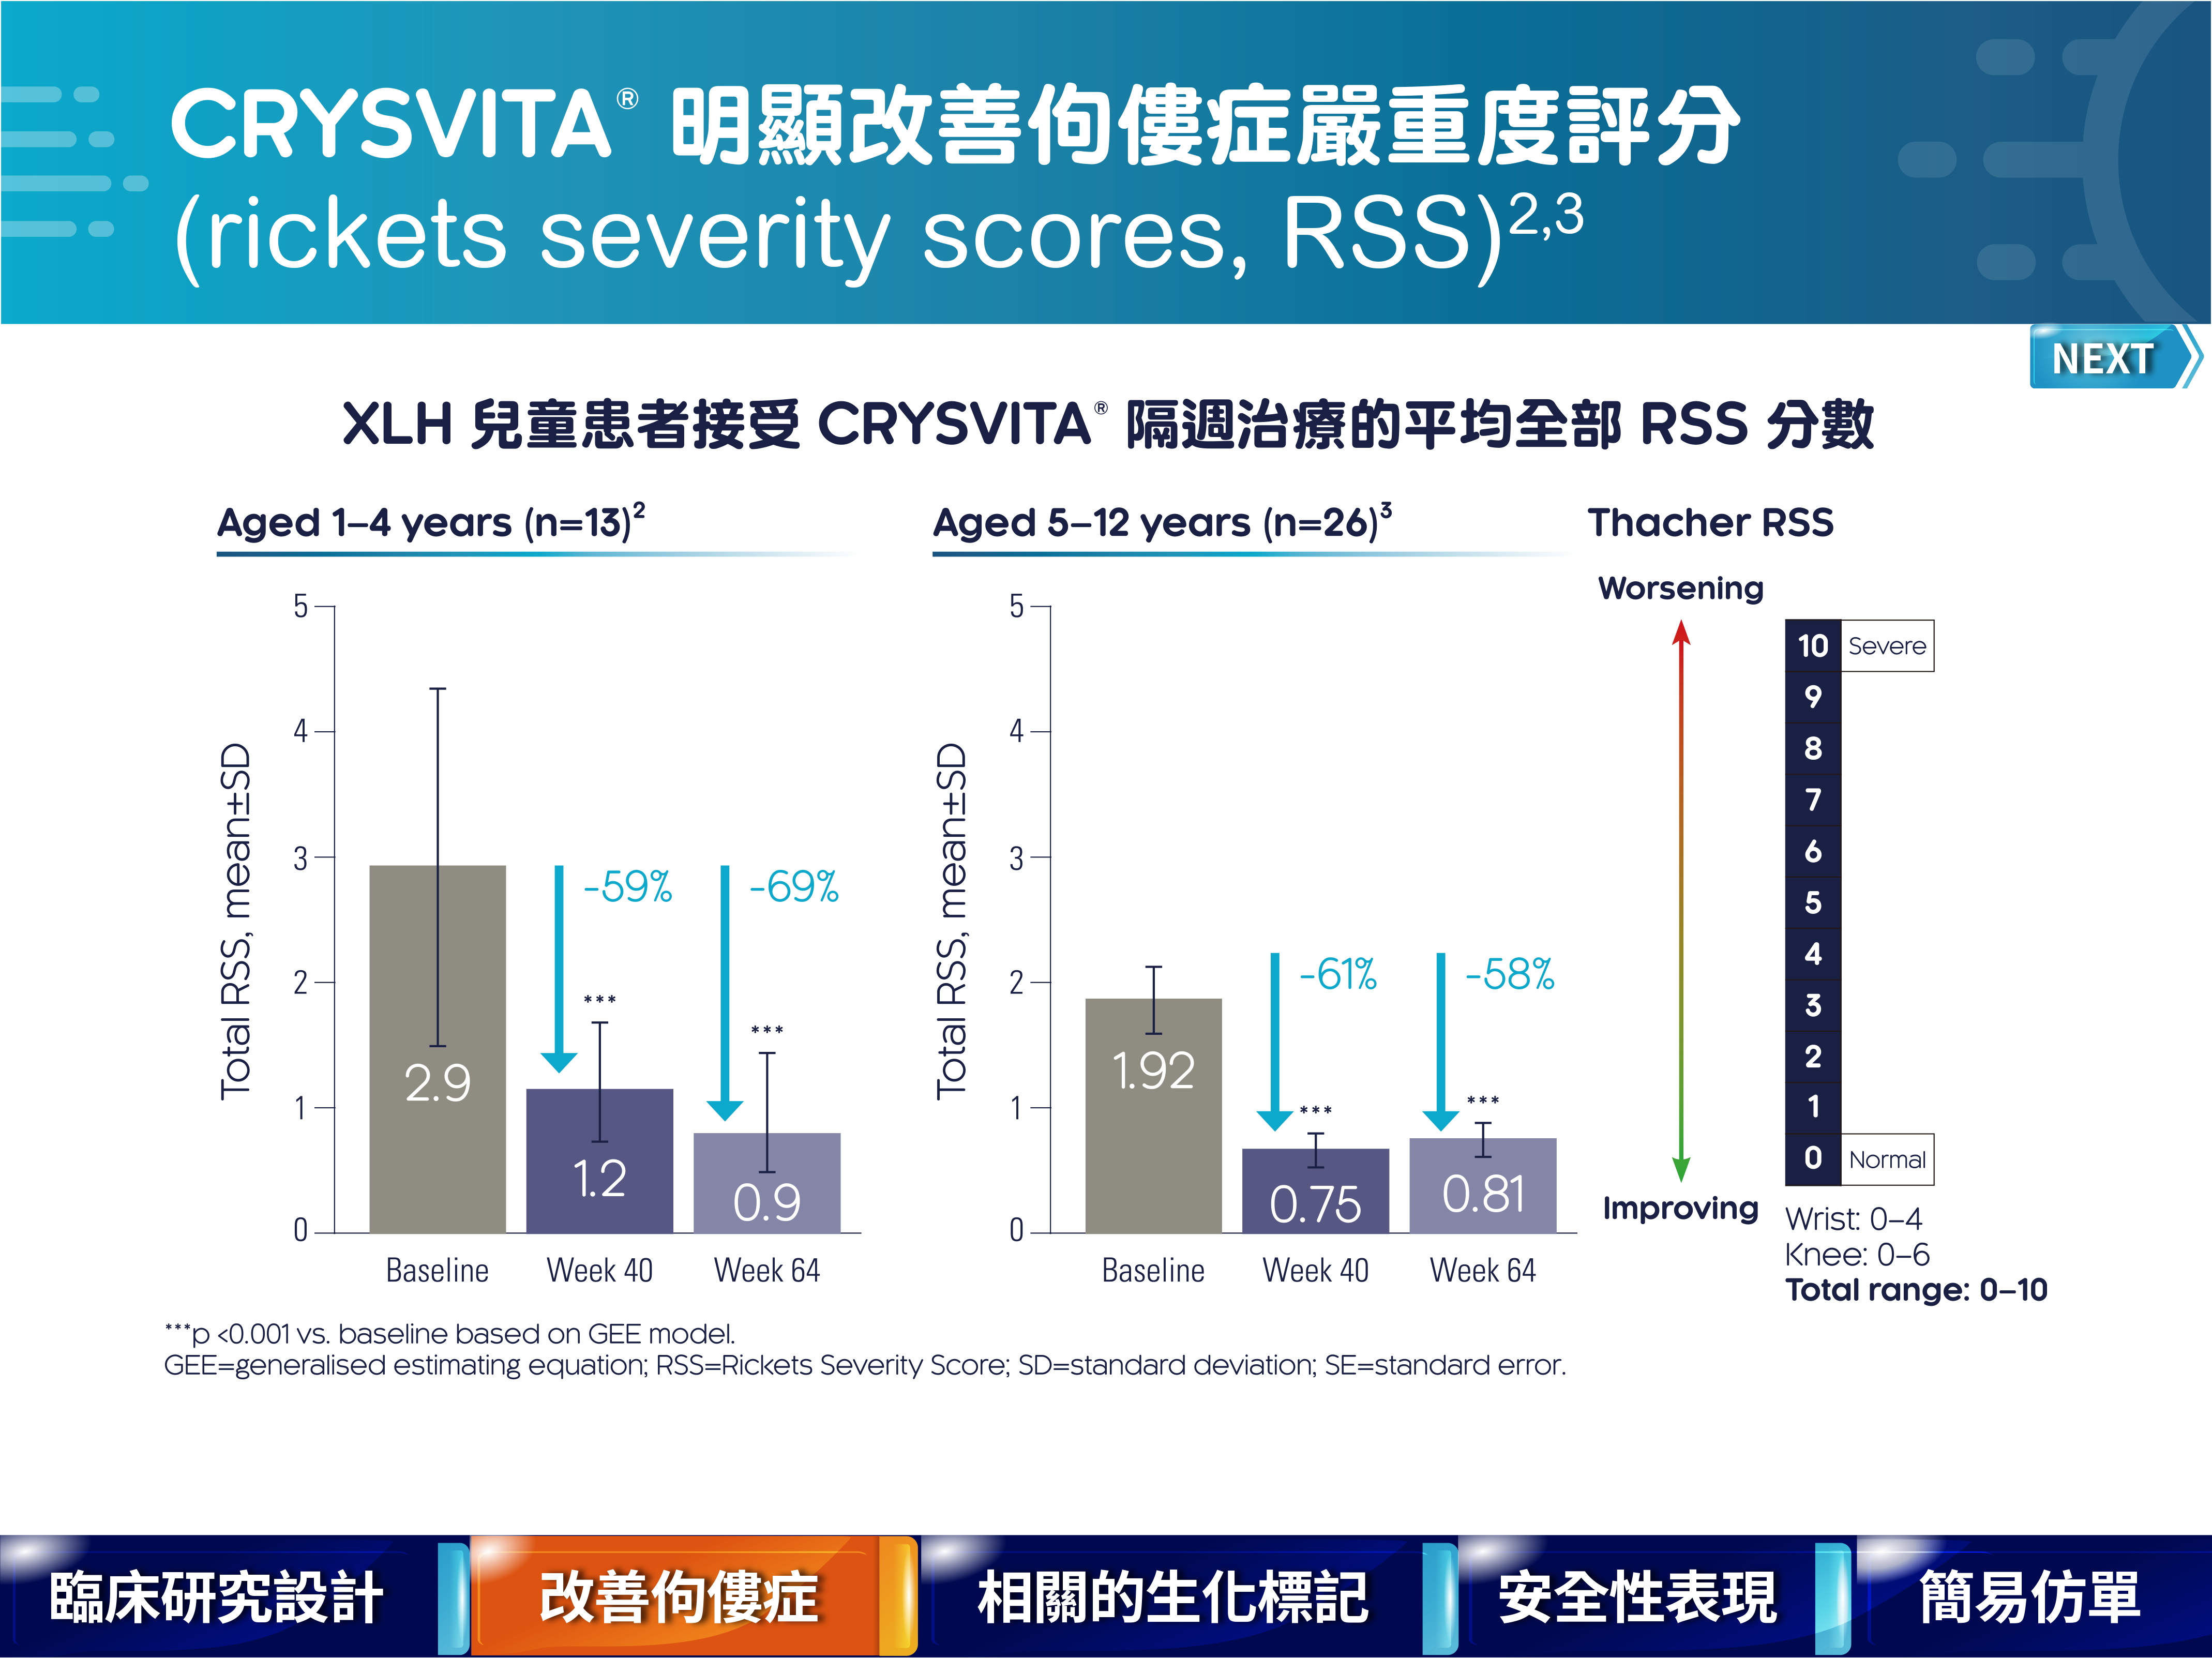 CRYSVITA® 明顯改善佝僂症嚴重度評分
(rickets severity scores, RSS)2,3
NEXT
XLH 兒童患者接受 CRYSVITA® 隔週治療的平均全部 RSS 分數
Aged 1–4 years (n=13)2
Total RSS, mean±SD
5
4
3
2
1
0
2.9
-59%
***
1.2
-69%
***
0.9
Baseline
Week 40
Week 64
Aged 5–12 years (n=26)3
Total RSS, mean±SD
5
4
3
2
1
0
1.92
-61%
***
0.75
-58%
***
0.81
Baseline
Week 40
Week 64
Thacher RSS
Worsening
Improving
10 Severe
9
8
7
6
5
4
3
2
1
0 Normal
Wrist: 0–4
Knee: 0–6
Total range: 0–10
***p <0.001 vs. baseline based on GEE model.
GEE=generalised estimating equation; RSS=Rickets Severity Score; SD=standard deviation; SE=standard error.
臨床研究設計
改善佝僂症
相關的生化標記
安全性表現
簡易仿單